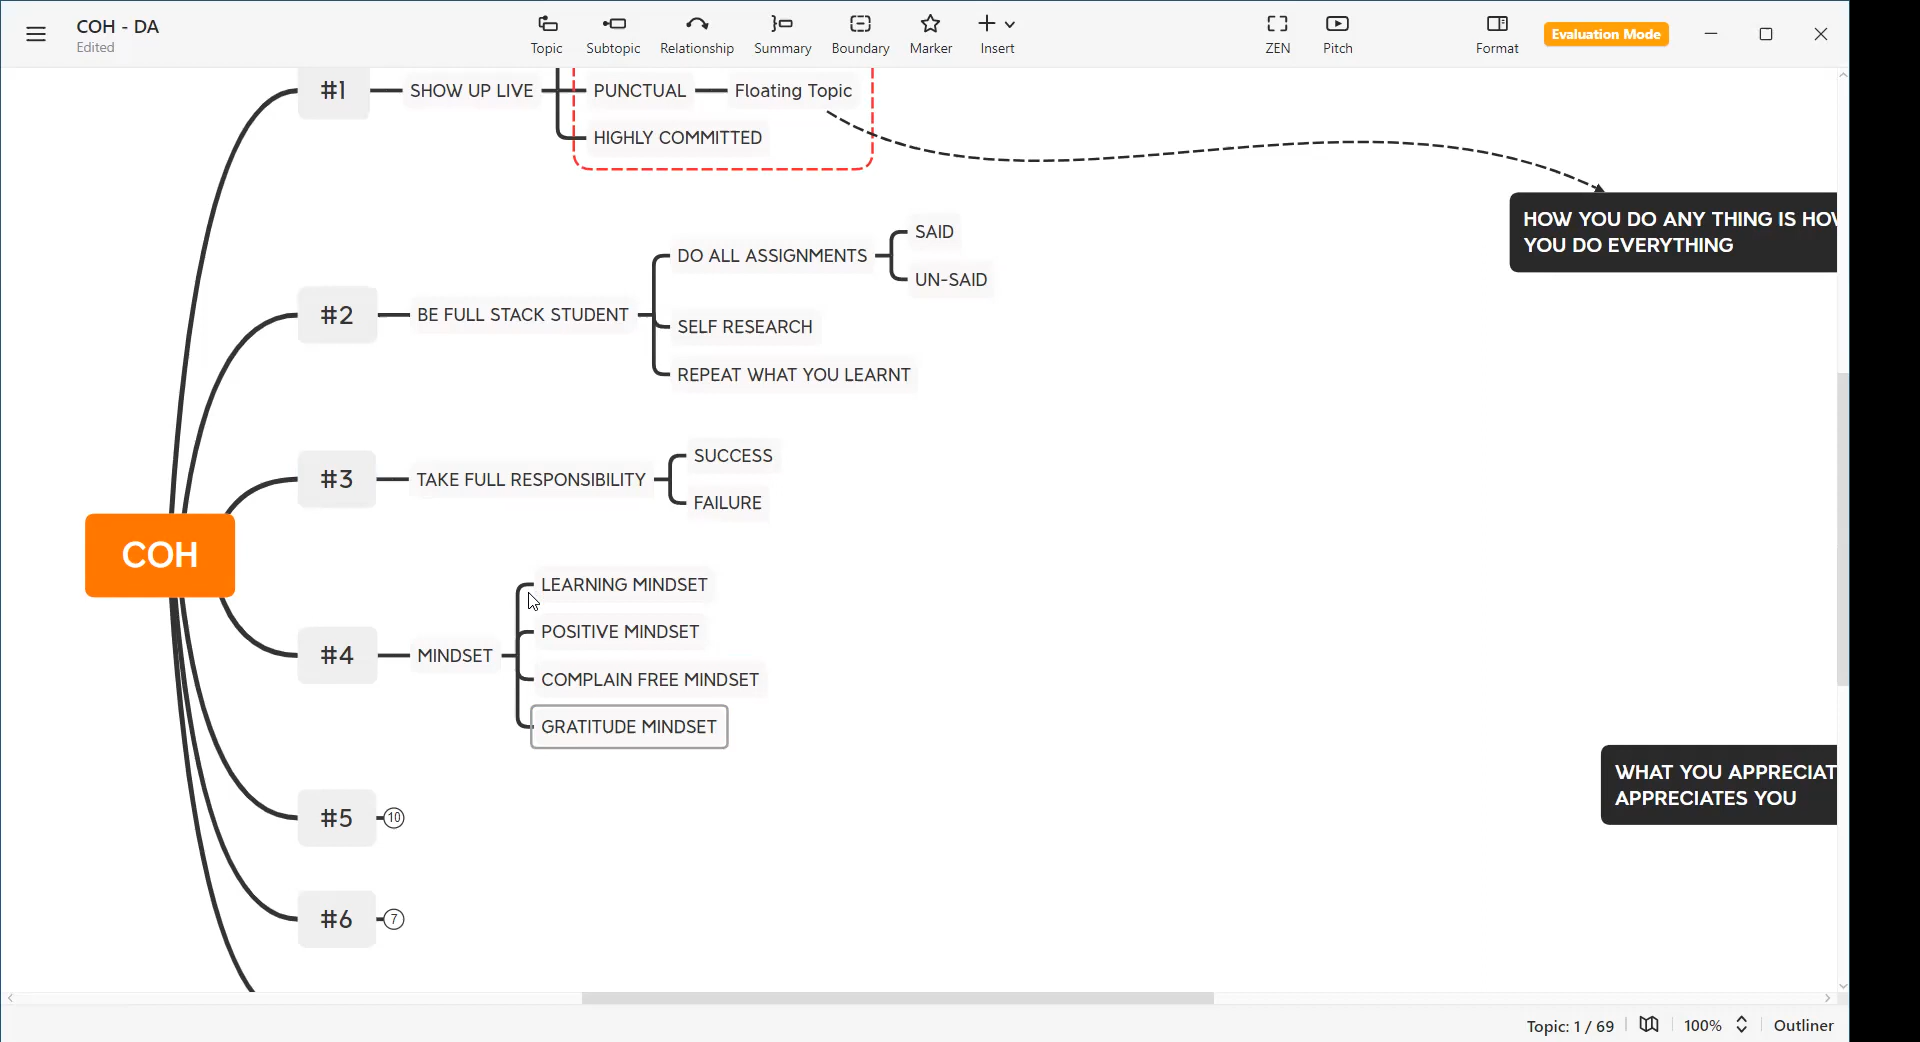 COH - DA
Edited
Topic
Subtopic
Relationship
Summary
Boundary
Marker
Insert
ZEN
Pitch
Format
Evaluation Mode
#1
SHOW UP LIVE
PUNCTUAL
Floating Topic
HIGHLY COMMITTED
HOW YOU DO ANY THING IS HOW
YOU DO EVERYTHING
#2
BE FULL STACK STUDENT
DO ALL ASSIGNMENTS
SAID
UN-SAID
SELF RESEARCH
REPEAT WHAT YOU LEARNT
#3
TAKE FULL RESPONSIBILITY
SUCCESS
FAILURE
COH
#4
MINDSET
LEARNING MINDSET
POSITIVE MINDSET
COMPLAIN FREE MINDSET
GRATITUDE MINDSET
WHAT YOU APPRECIAT
APPRECIATES YOU
#5
10
#6
7
Topic: 1 / 69
100%
Outliner